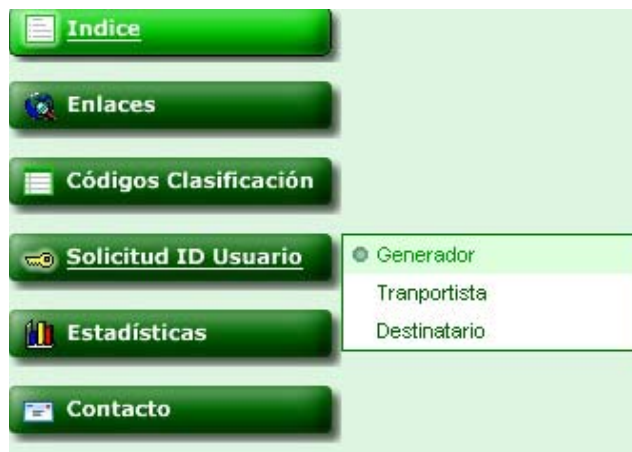 Indice
Enlaces
Códigos Clasificación
Solicitud ID Usuario
Generador
Tranportista
Destinatario
Estadísticas
Contacto